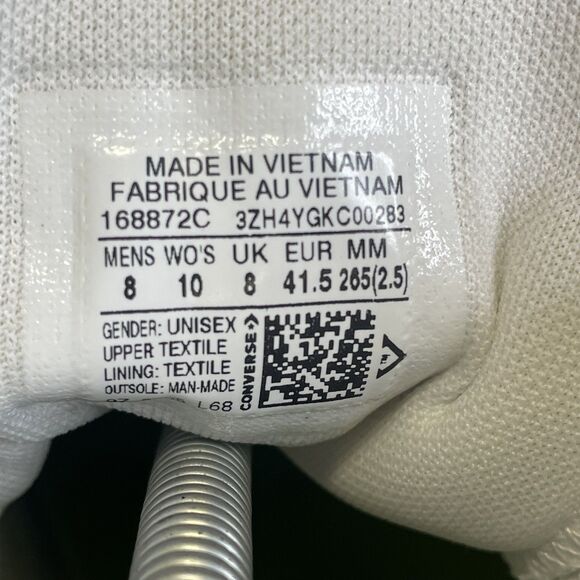 MADE IN VIETNAM
FABRIQUE AU VIETNAM
168872C 3ZH4YGKC00283
MENS WO'S UK EUR MM
8 10 8 41.5 265(2.5)
GENDER: UNISEX
UPPER TEXTILE
LINING: TEXTILE
OUTSOLE: MAN-MADE
L68
CONVERSE